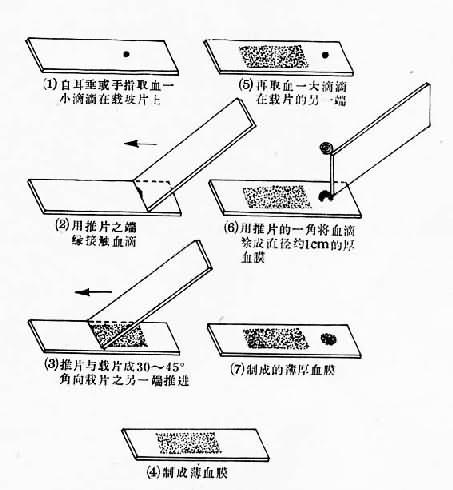 (1)自耳垂或手指取血一
小滴滴在载玻片上
(2)用推片之端
缘接触血滴
(3)推片与载片成30～45°
角向载片之另一端推进
(4)制成薄血膜
(5)再取血一大滴滴
在载片的另一端
(6)用推片的一角将血滴
涂成直径约1cm的厚
血膜
(7)制成的薄厚血膜